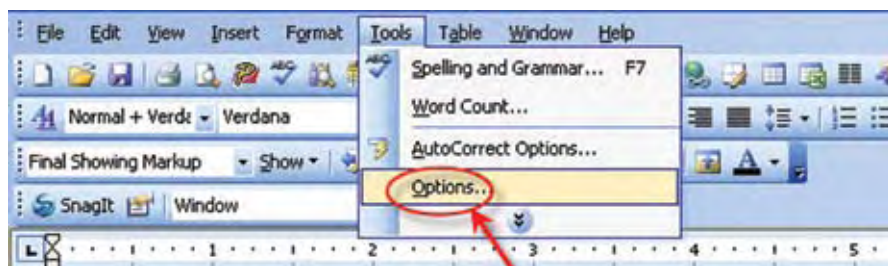 File Edit View Insert Format Tools Table Window Help
Spelling and Grammar... F7
Normal + Verda Verdana
Word Count...
AutoCorrect Options...
Final Showing Markup Show
Options...
SnagIt Window
1 2 3 4 5